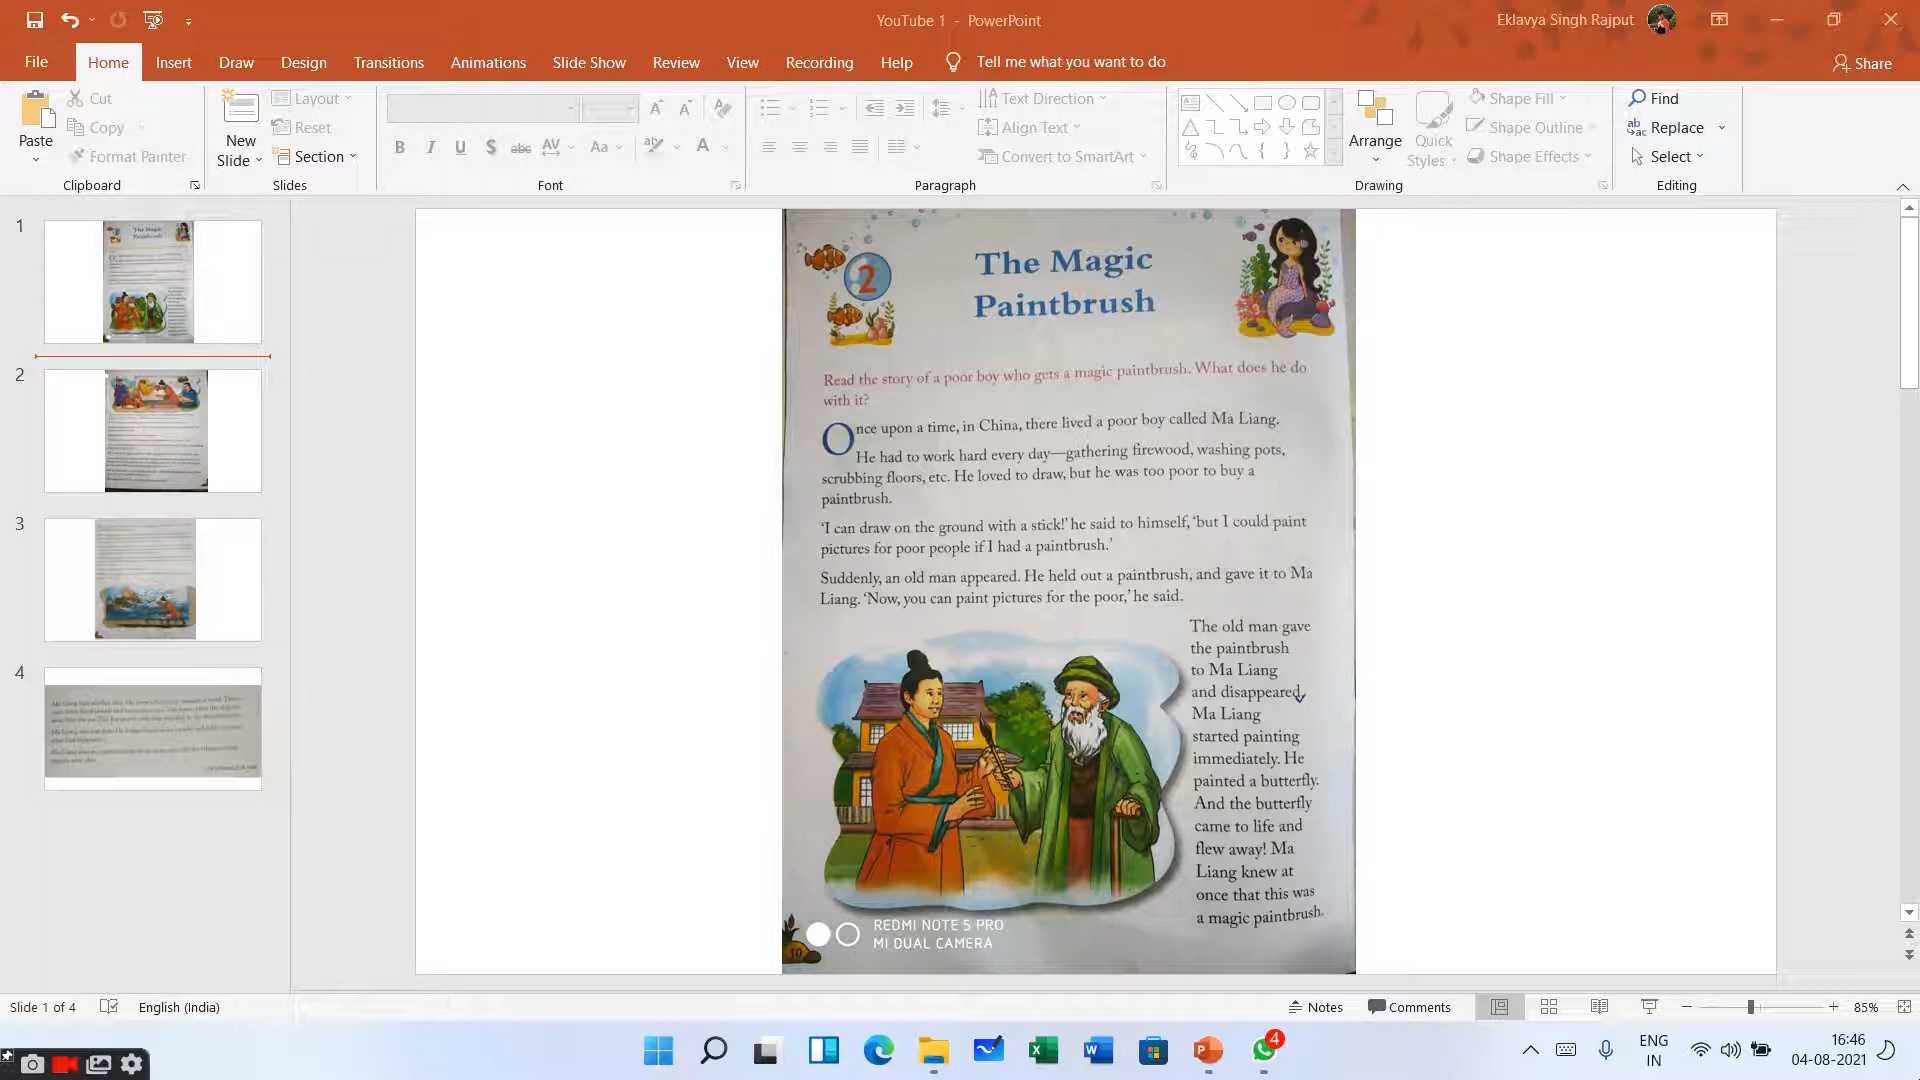 YouTube 1 - PowerPoint
Eklavya Singh Rajput
File
Home
Insert
Draw
Design
Transitions
Animations
Slide Show
Review
View
Recording
Help
Tell me what you want to do
Share
Paste
Cut
Copy
Format Painter
Clipboard
New
Slide
Layout
Reset
Section
Slides
Font
Text Direction
Align Text
Convert to SmartArt
Paragraph
Arrange
Quick
Styles
Shape Fill
Shape Outline
Shape Effects
Drawing
Find
Replace
Select
Editing
1
2
3
4
2
The Magic
Paintbrush
Read the story of a poor boy who gets a magic paintbrush. What does he do
with it?
Once upon a time, in China, there lived a poor boy called Ma Liang.
He had to work hard every day—gathering firewood, washing pots,
scrubbing floors, etc. He loved to draw, but he was too poor to buy a
paintbrush.
'I can draw on the ground with a stick!' he said to himself, 'but I could paint
pictures for poor people if I had a paintbrush.'
Suddenly, an old man appeared. He held out a paintbrush, and gave it to Ma
Liang. 'Now, you can paint pictures for the poor,' he said.
The old man gave
the paintbrush
to Ma Liang
and disappeared.
Ma Liang
started painting
immediately. He
painted a butterfly.
And the butterfly
came to life and
flew away! Ma
Liang knew at
once that this was
a magic paintbrush.
REDMI NOTE 5 PRO
MI DUAL CAMERA
10
Slide 1 of 4
English (India)
Notes
Comments
85%
4
ENG
IN
16:46
04-08-2021